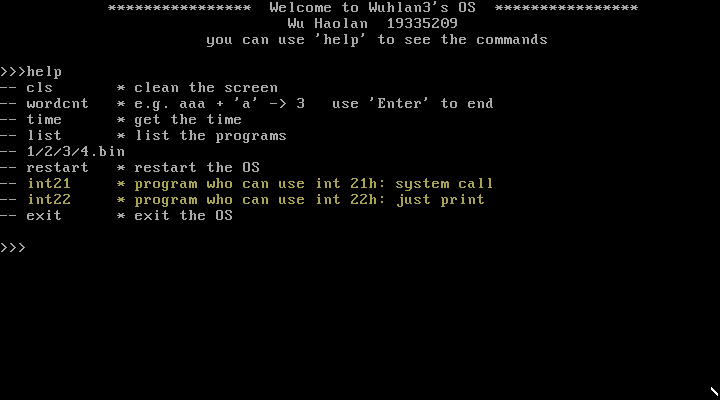 **************** Welcome to Wuhlan3's OS ****************
Wu Haolan 19335209
you can use 'help' to see the commands
>>>help
-- cls * clean the screen
-- wordcnt * e.g. aaa + 'a' -> 3 use 'Enter' to end
-- time * get the time
-- list * list the programs
-- 1/2/3/4.bin
-- restart * restart the OS
-- int21 * program who can use int 21h: system call
-- int22 * program who can use int 22h: just print
-- exit * exit the OS
>>>